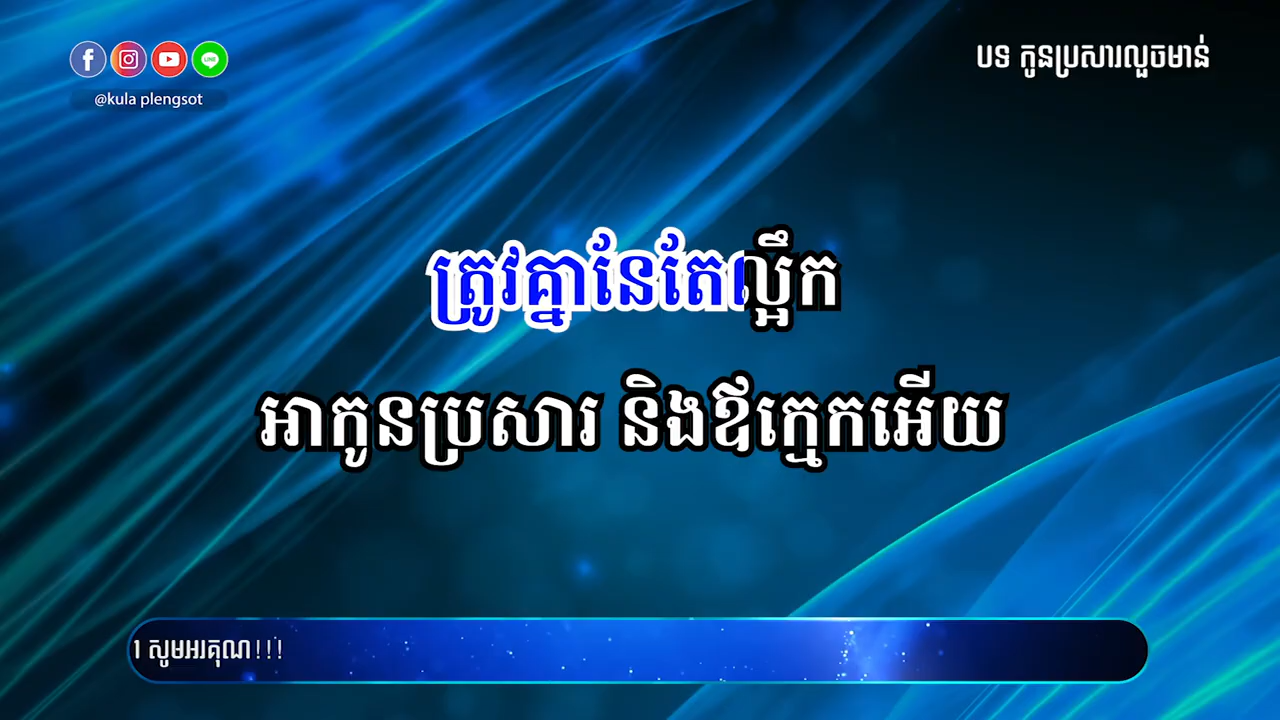 បទ កូនប្រសារលួចមាន់
@kula plengsot
ត្រូវគ្នានែតែល្អឹក
អាកូនប្រសារ និងឪក្មេកអើយ
1 សូមអរគុណ!!!